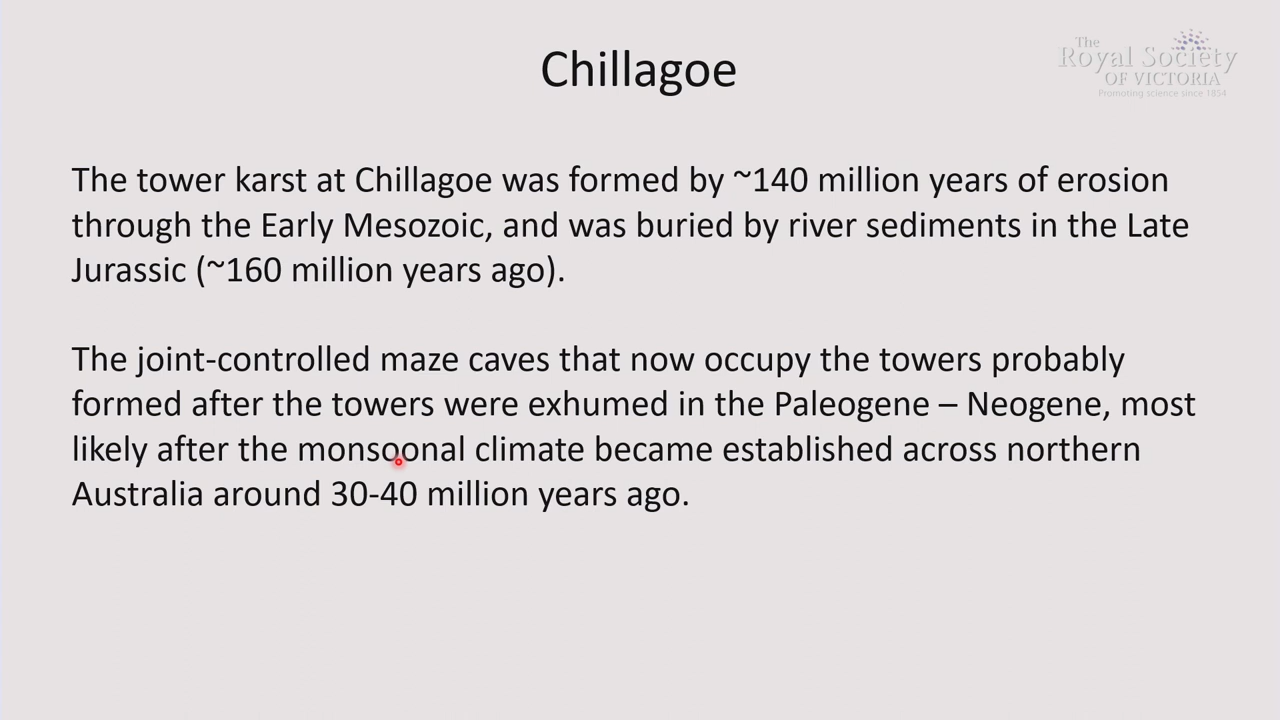 Chillagoe
The
Royal Society
OF VICTORIA
Promoting science since 1854
The tower karst at Chillagoe was formed by ~140 million years of erosion
through the Early Mesozoic, and was buried by river sediments in the Late
Jurassic (~160 million years ago).
The joint-controlled maze caves that now occupy the towers probably
formed after the towers were exhumed in the Paleogene – Neogene, most
likely after the monsoonal climate became established across northern
Australia around 30-40 million years ago.